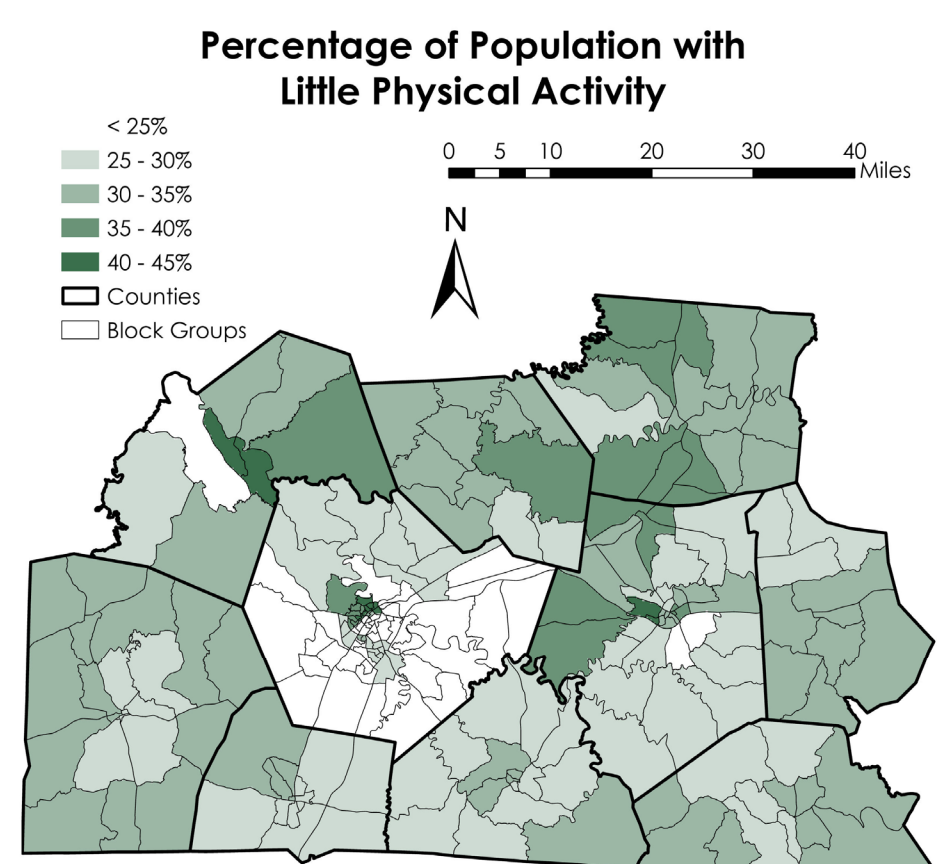 Percentage of Population with
Little Physical Activity
< 25%
25 - 30%
30 - 35%
35 - 40%
40 - 45%
Counties
Block Groups
0 5 10 20 30 40
Miles
N